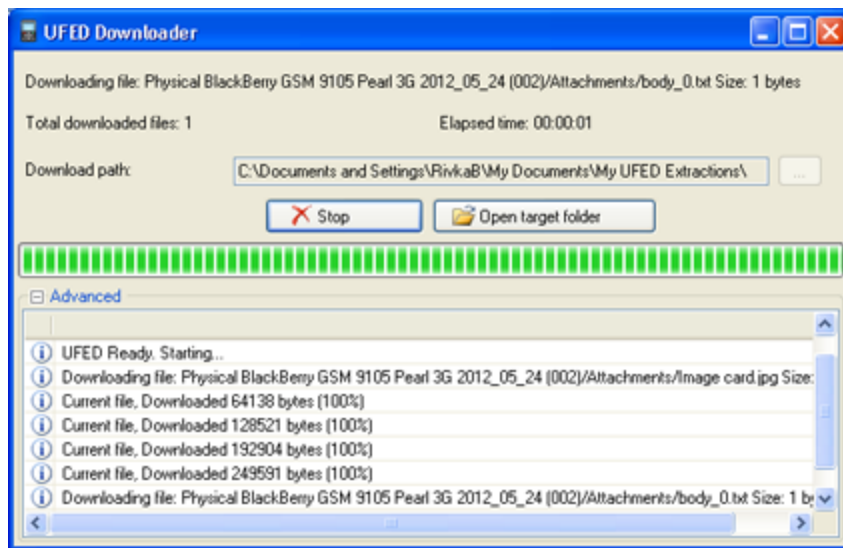 UFED Downloader
Downloading file: Physical BlackBerry GSM 9105 Pearl 3G 2012_05_24 (002)/Attachments/body_0.txt Size: 1 bytes
Total downloaded files: 1 Elapsed time: 00:00:01
Download path: C:\Documents and Settings\RivkaB\My Documents\My UFED Extractions\ ...
Stop Open target folder
Advanced
UFED Ready. Starting...
Downloading file: Physical BlackBerry GSM 9105 Pearl 3G 2012_05_24 (002)/Attachments/Image card.jpg Size:
Current file, Downloaded 64138 bytes (100%)
Current file, Downloaded 128521 bytes (100%)
Current file, Downloaded 192904 bytes (100%)
Current file, Downloaded 249591 bytes (100%)
Downloading file: Physical BlackBerry GSM 9105 Pearl 3G 2012_05_24 (002)/Attachments/body_0.txt Size: 1 by